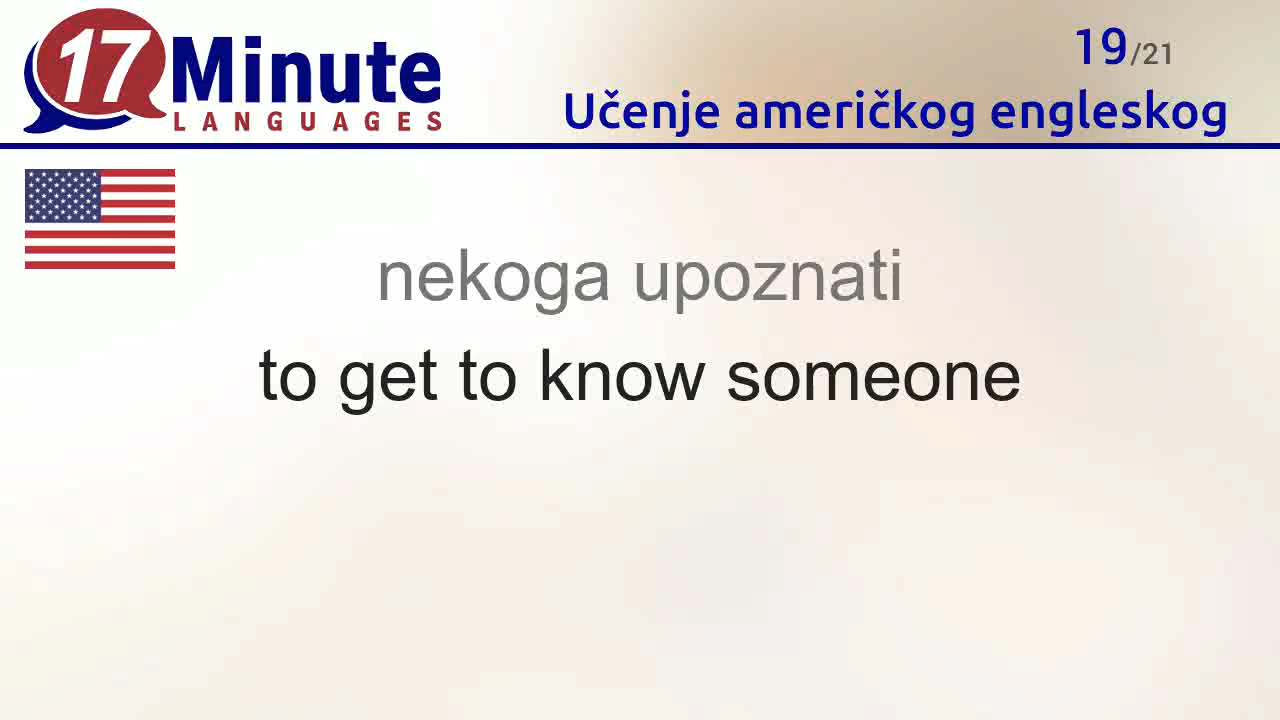 17 Minute
LANGUAGES
19/21
Učenje američkog engleskog
nekoga upoznati
to get to know someone